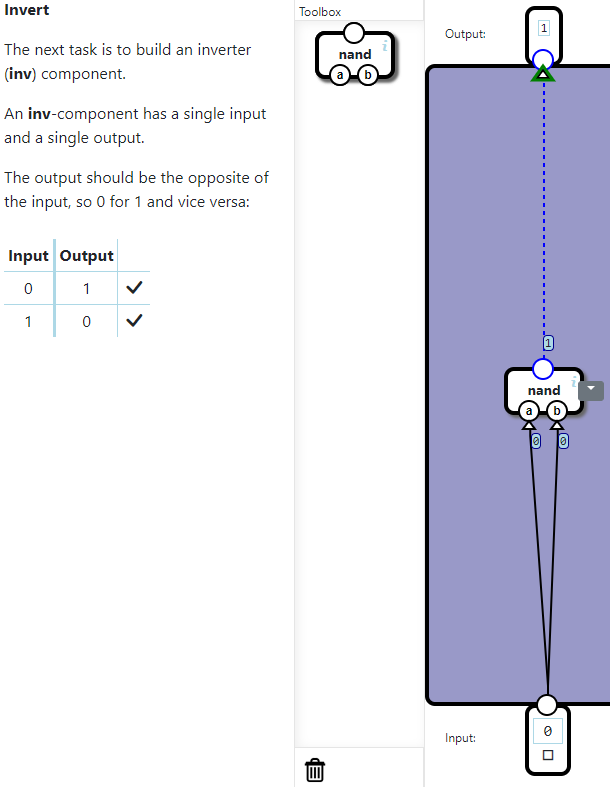 Invert
The next task is to build an inverter
(inv) component.
An inv-component has a single input
and a single output.
The output should be the opposite of
the input, so 0 for 1 and vice versa:
Input Output
0 1
1 0
Toolbox
nand i
a b
Output:
1
1
nand i
a b
0 0
Input:
0